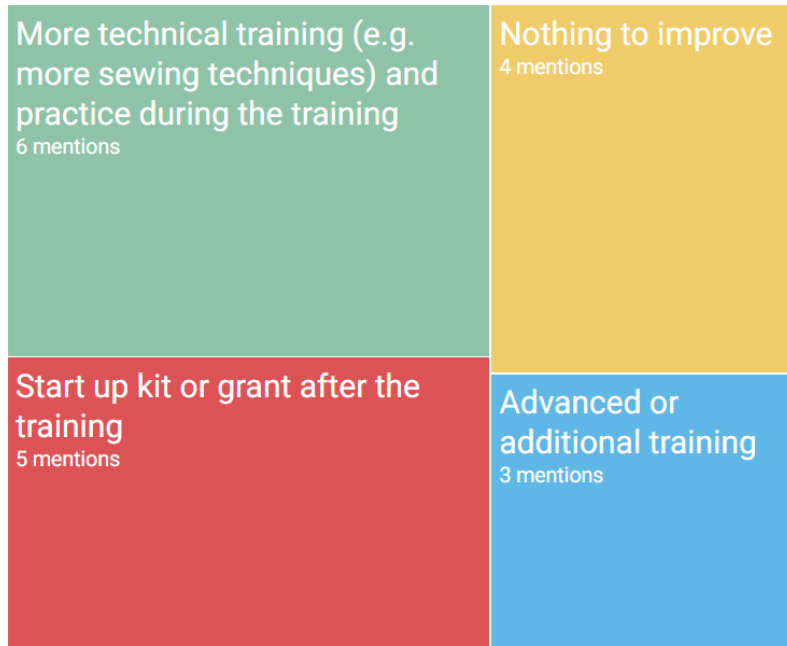 More technical training (e.g.
more sewing techniques) and
practice during the training
6 mentions
Nothing to improve
4 mentions
Start up kit or grant after the
training
5 mentions
Advanced or
additional training
3 mentions